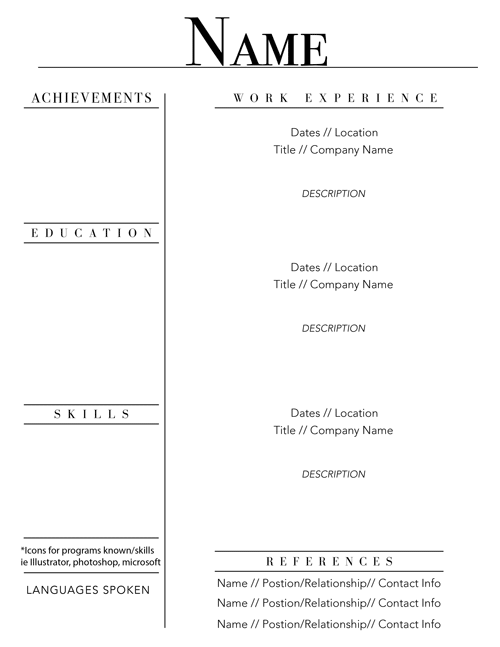 NAME
ACHIEVEMENTS
EDUCATION
SKILLS
*Icons for programs known/skills
ie Illustrator, photoshop, microsoft
LANGUAGES SPOKEN
WORK EXPERIENCE
Dates // Location
Title // Company Name
DESCRIPTION
Dates // Location
Title // Company Name
DESCRIPTION
Dates // Location
Title // Company Name
DESCRIPTION
REFERENCES
Name // Postion/Relationship// Contact Info
Name // Postion/Relationship// Contact Info
Name // Postion/Relationship// Contact Info